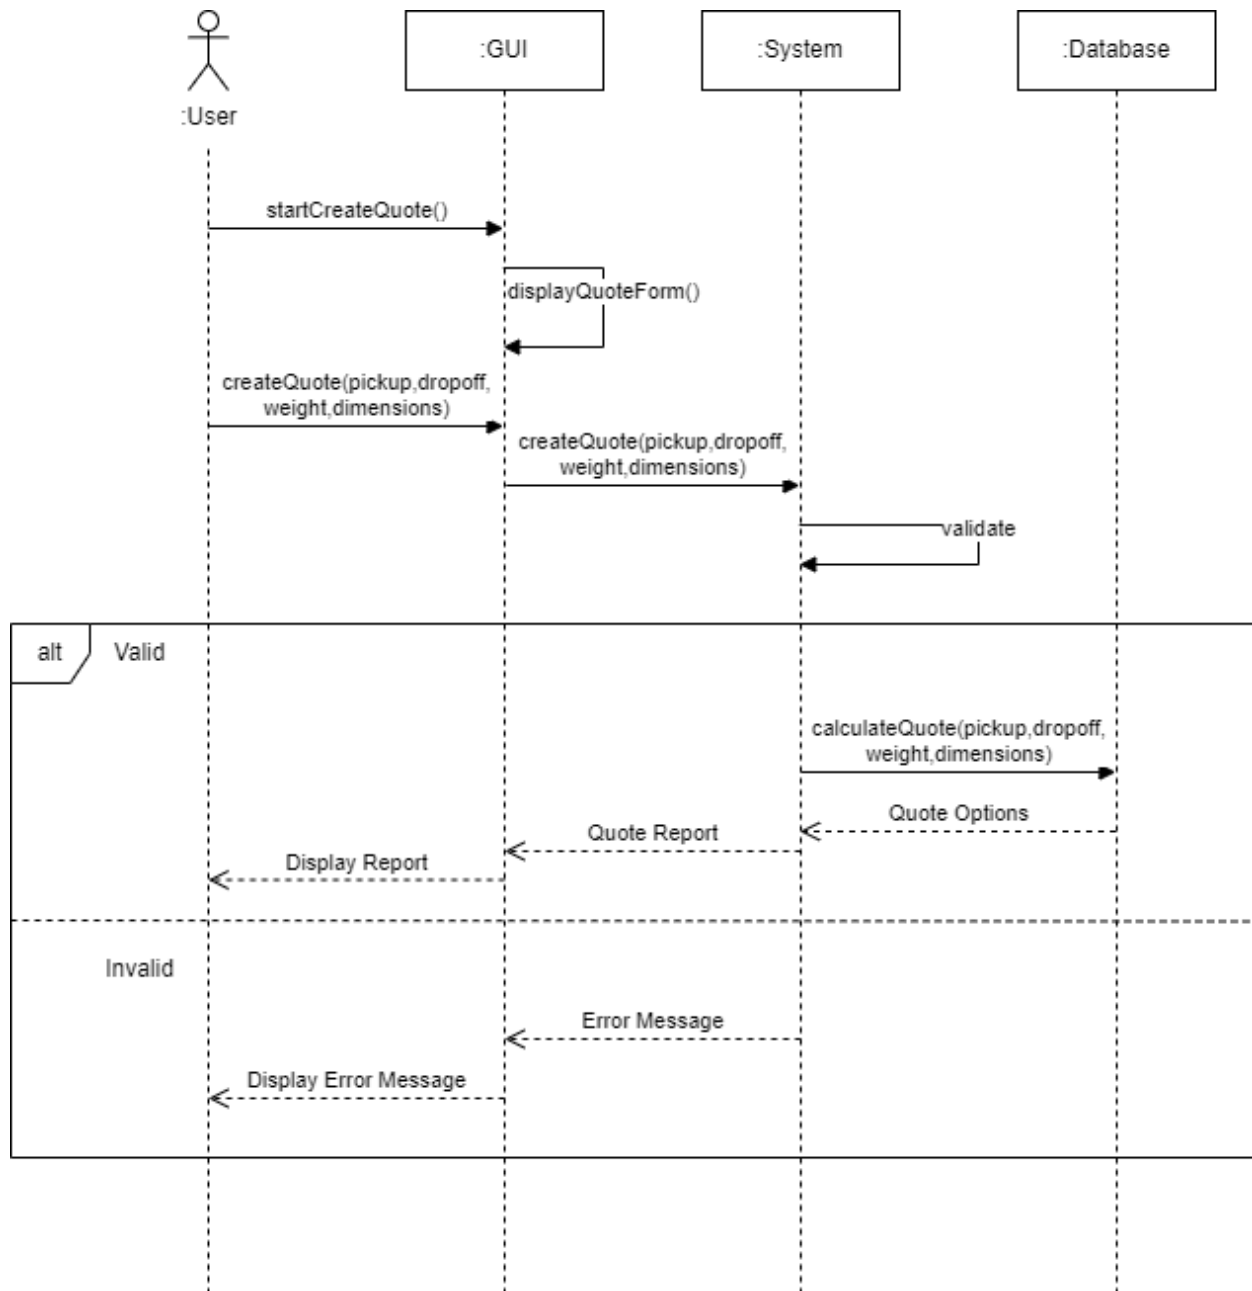 :User
:GUI
:System
:Database
startCreateQuote()
displayQuoteForm()
createQuote(pickup,dropoff,
weight,dimensions)
createQuote(pickup,dropoff,
weight,dimensions)
validate
alt
Valid
calculateQuote(pickup,dropoff,
weight,dimensions)
Quote Options
Quote Report
Display Report
Invalid
Error Message
Display Error Message